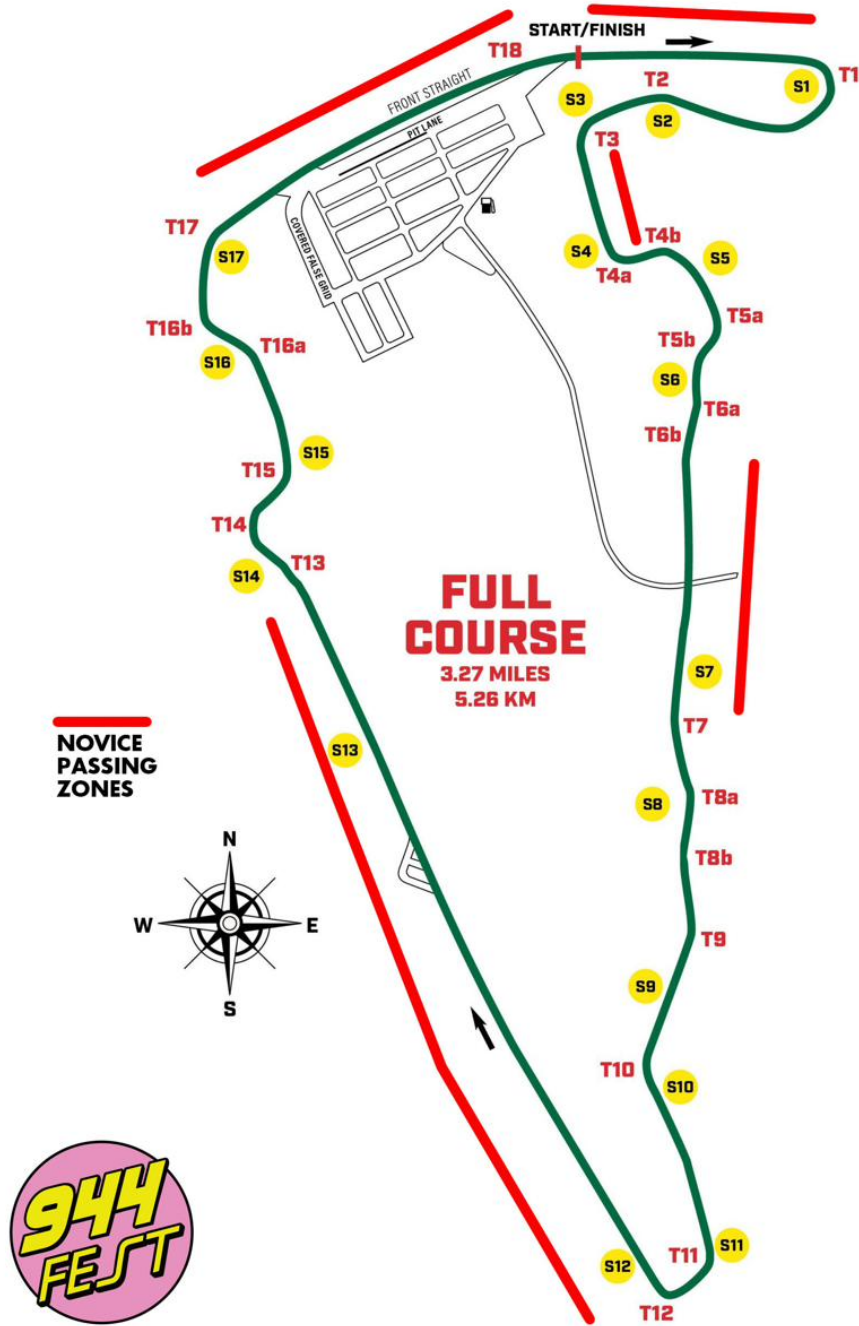 START/FINISH
T18
T1
S1
T2
S3
S2
FRONT STRAIGHT
PIT LANE
T3
T17
COVERED FALSE GRID
S17
S4
T4b
T4a
S5
T16b
T16a
T5a
T5b
S16
S6
T6a
T6b
S15
T15
T14
T13
S14
FULL
COURSE
3.27 MILES
5.26 KM
S7
T7
S13
NOVICE
PASSING
ZONES
S8
T8a
T8b
N
W
E
S
T9
S9
T10
S10
944
FEST
T11
S11
S12
T12